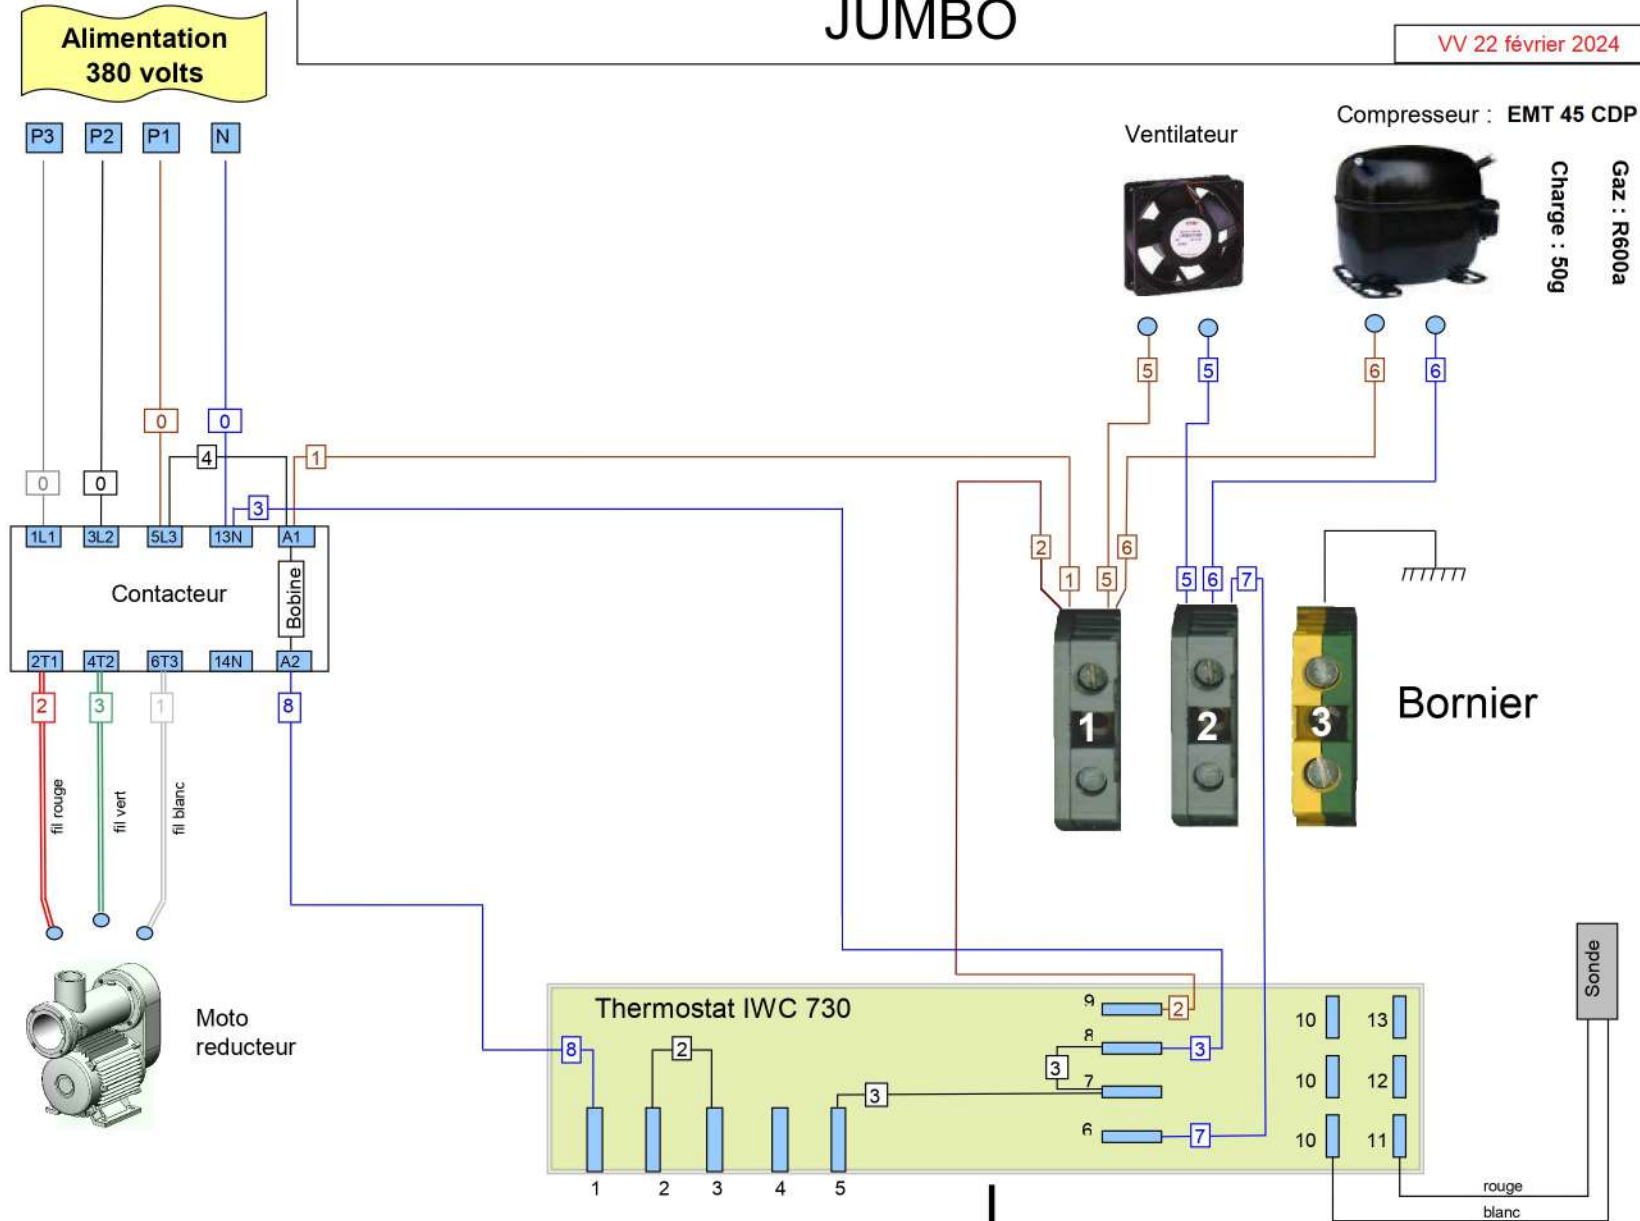 JUMBO
Alimentation
380 volts
VV 22 février 2024
Compresseur : EMT 45 CDP
Ventilateur
Gaz : R600a
Charge : 50g
P3 P2 P1 N
5 5 6 6
0 0
4 1
0 0
3
1L1 3L2 5L3 13N A1
2 6
1 5 5 6 7
Contacteur
Bobine
2T1 4T2 6T3 14N A2
2 3 1 8
1 2 3
Bornier
fil rouge
fil vert
fil blanc
Sonde
Moto
reducteur
Thermostat IWC 730
9 2
10 13
8 3
8 2
3
7
3
10 12
6 7
10 11
1 2 3 4 5
rouge
blanc